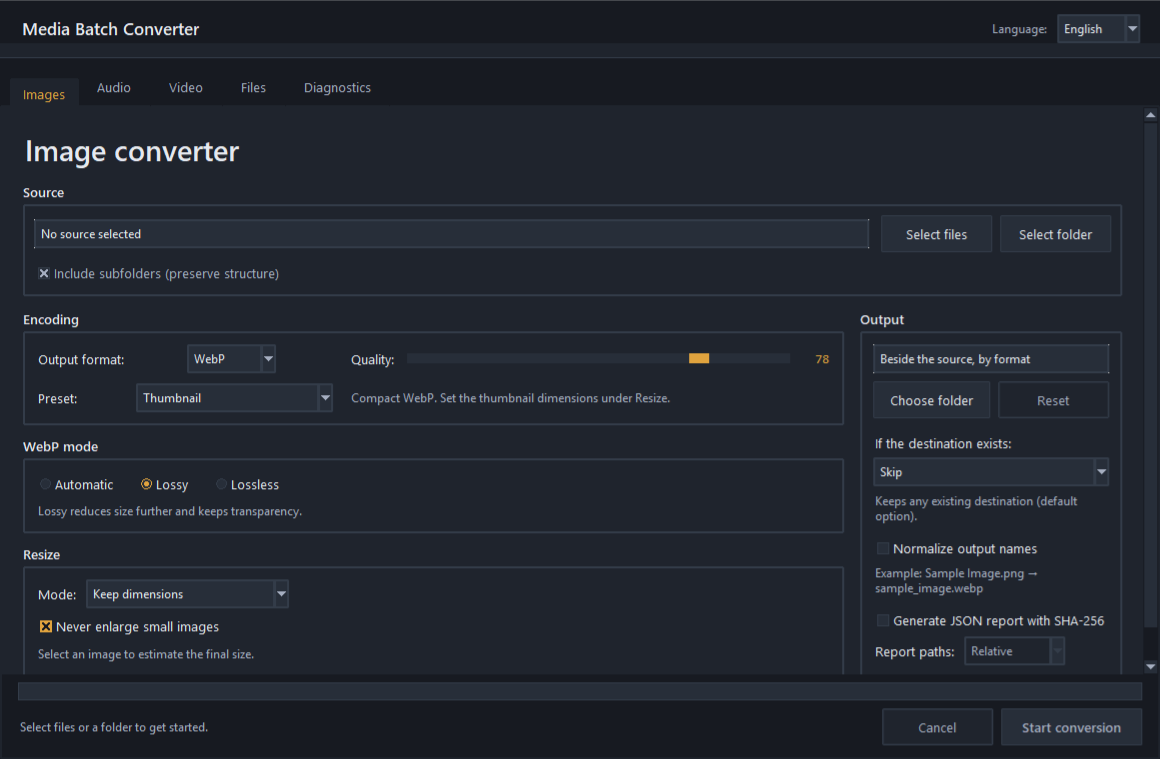 Media Batch Converter
Language: English
Images Audio Video Files Diagnostics
Image converter
Source
No source selected Select files Select folder
Include subfolders (preserve structure)
Encoding
Output format: WebP Quality: 78
Preset: Thumbnail Compact WebP. Set the thumbnail dimensions under Resize.
WebP mode
Automatic Lossy Lossless
Lossy reduces size further and keeps transparency.
Resize
Mode: Keep dimensions
Never enlarge small images
Select an image to estimate the final size.
Output
Beside the source, by format
Choose folder Reset
If the destination exists:
Skip
Keeps any existing destination (default
option).
Normalize output names
Example: Sample Image.png →
sample_image.webp
Generate JSON report with SHA-256
Report paths: Relative
Select files or a folder to get started.
Cancel Start conversion